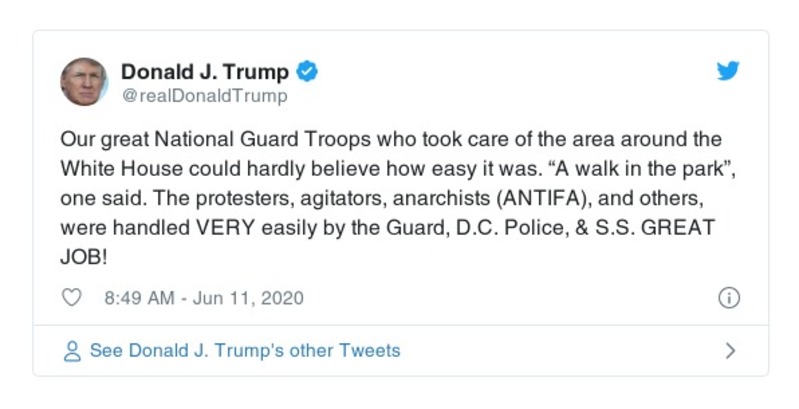 Donald J. Trump
@realDonaldTrump
Our great National Guard Troops who took care of the area around the
White House could hardly believe how easy it was. “A walk in the park”,
one said. The protesters, agitators, anarchists (ANTIFA), and others,
were handled VERY easily by the Guard, D.C. Police, & S.S. GREAT
JOB!
8:49 AM - Jun 11, 2020
See Donald J. Trump's other Tweets